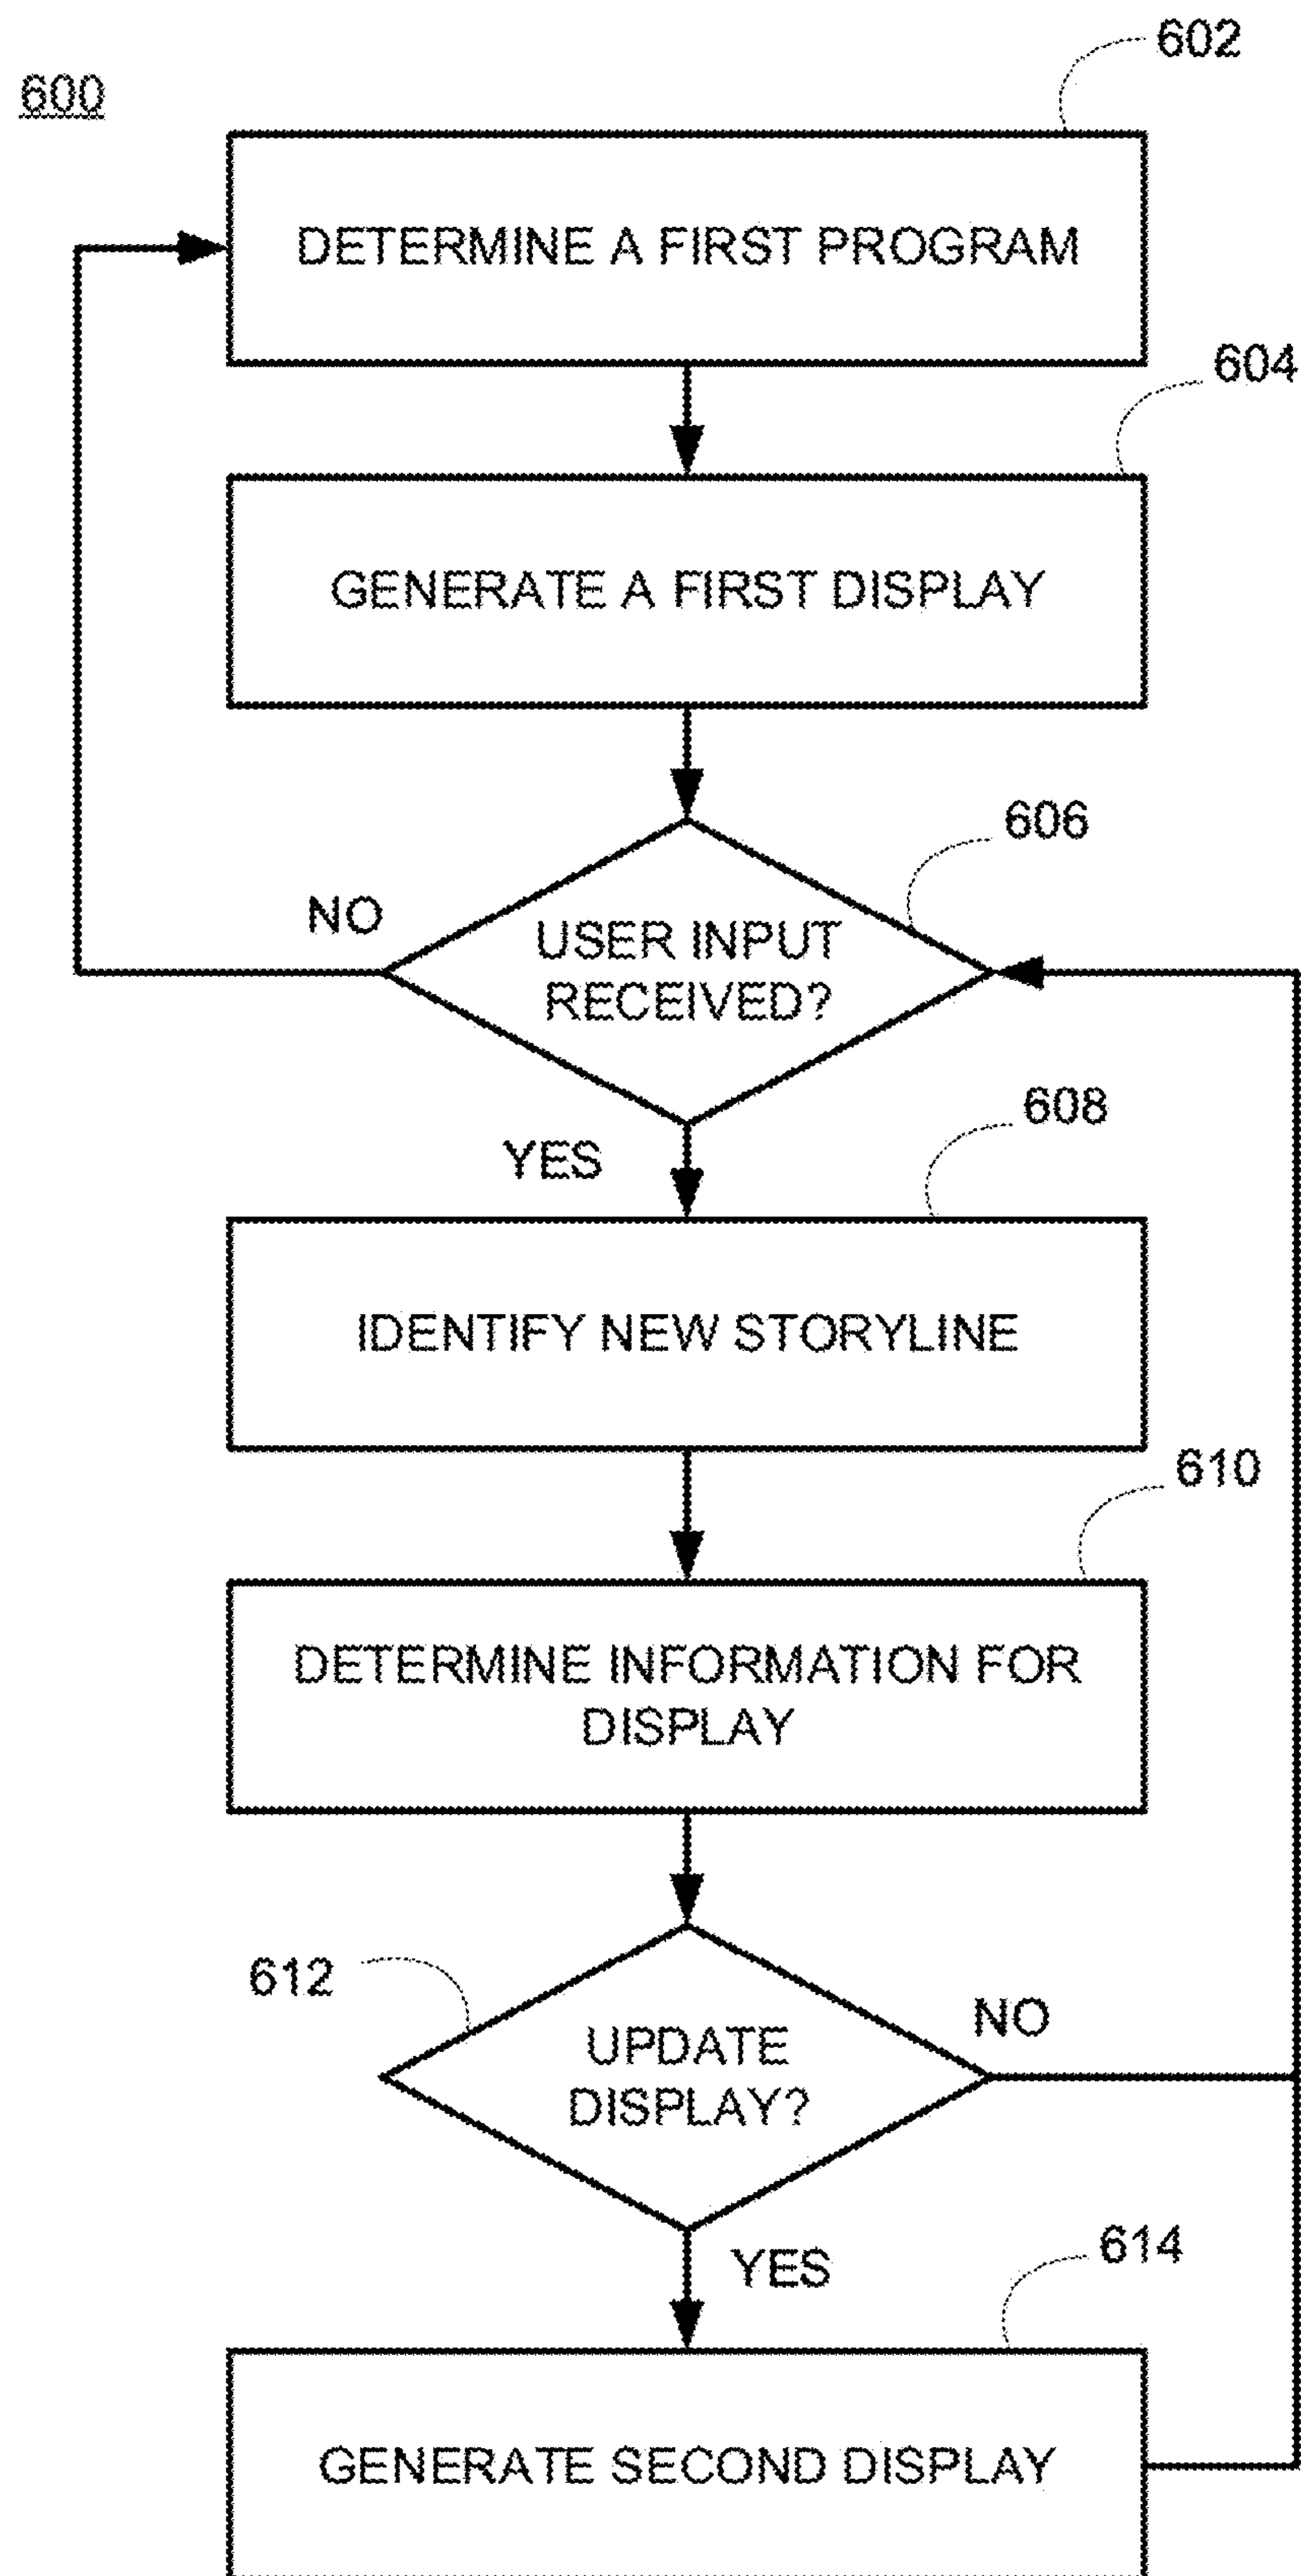 602
600
DETERMINE A FIRST PROGRAM
604
GENERATE A FIRST DISPLAY
606
NO
USER INPUT
RECEIVED?
608
YES
IDENTIFY NEW STORYLINE
610
DETERMINE INFORMATION FOR
DISPLAY
612
NO
UPDATE
DISPLAY?
614
YES
GENERATE SECOND DISPLAY